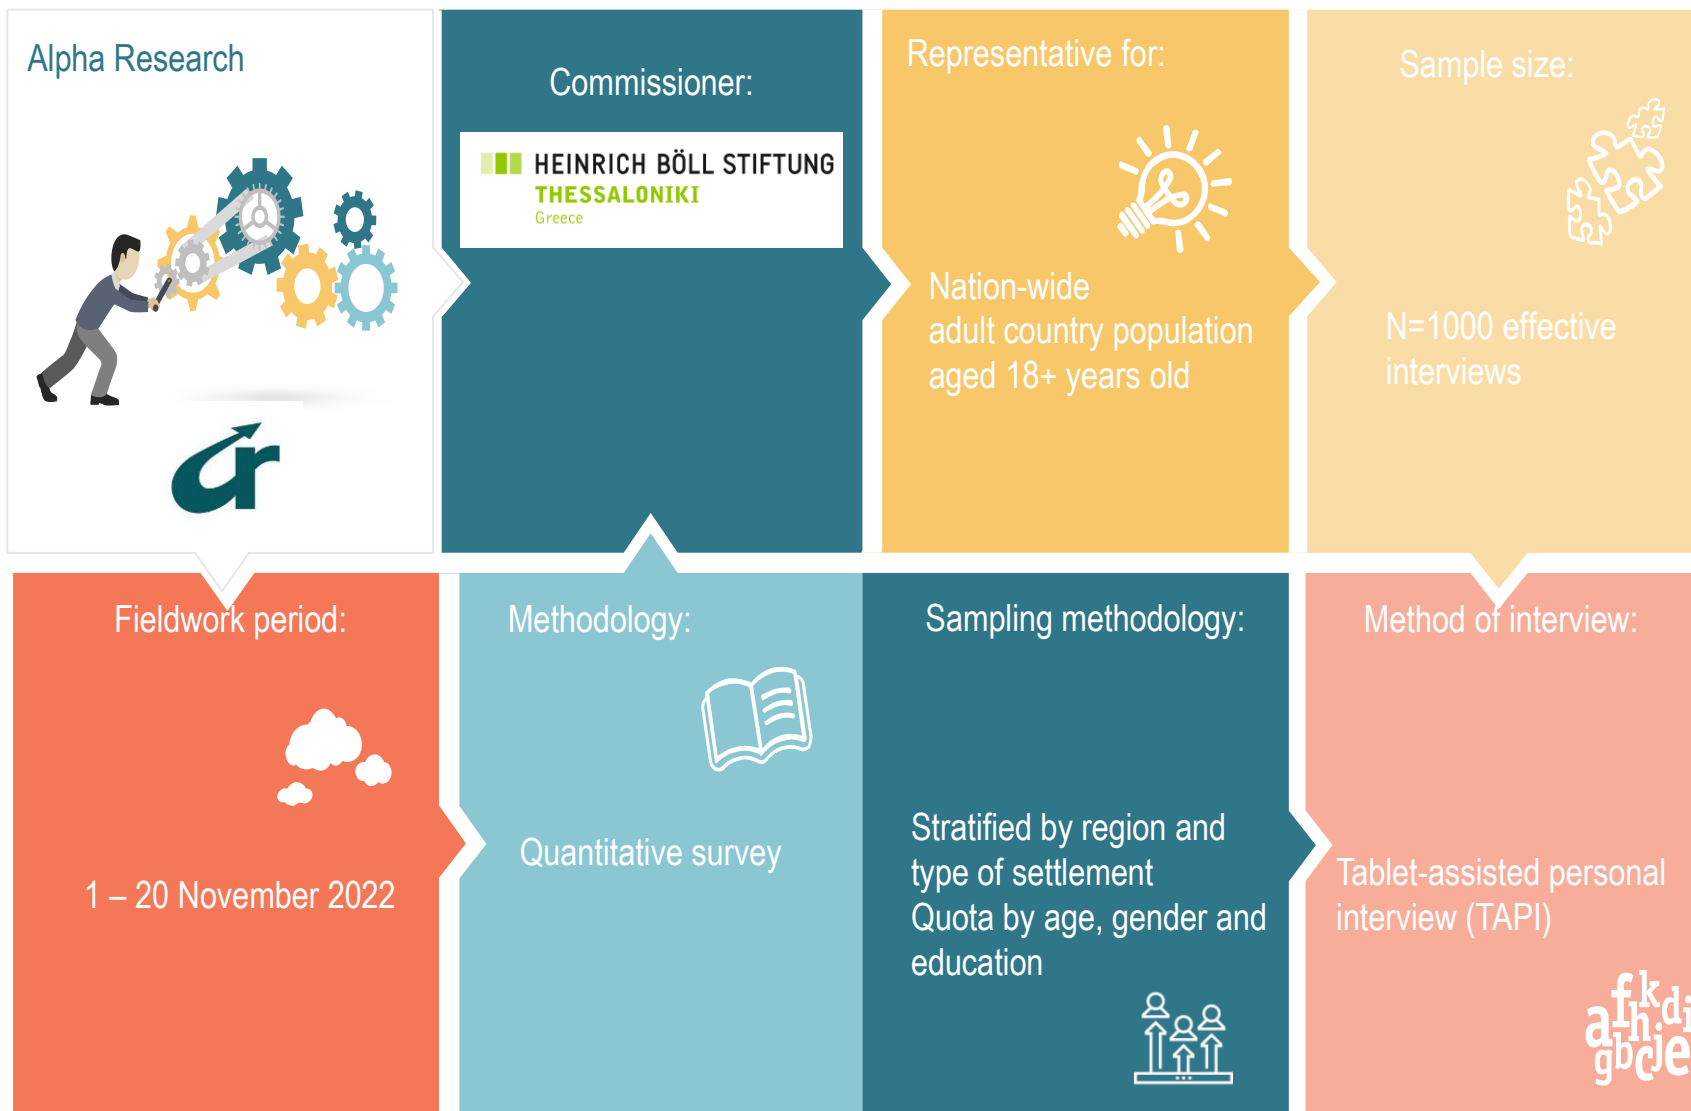 Alpha Research
Commissioner:
HEINRICH BÖLL STIFTUNG
THESSALONIKI
Greece
Representative for:
Nation-wide
adult country population
aged 18+ years old
Sample size:
N=1000 effective
interviews
Fieldwork period:
1 – 20 November 2022
Methodology:
Quantitative survey
Sampling methodology:
Stratified by region and
type of settlement
Quota by age, gender and
education
Method of interview:
Tablet-assisted personal
interview (TAPI)